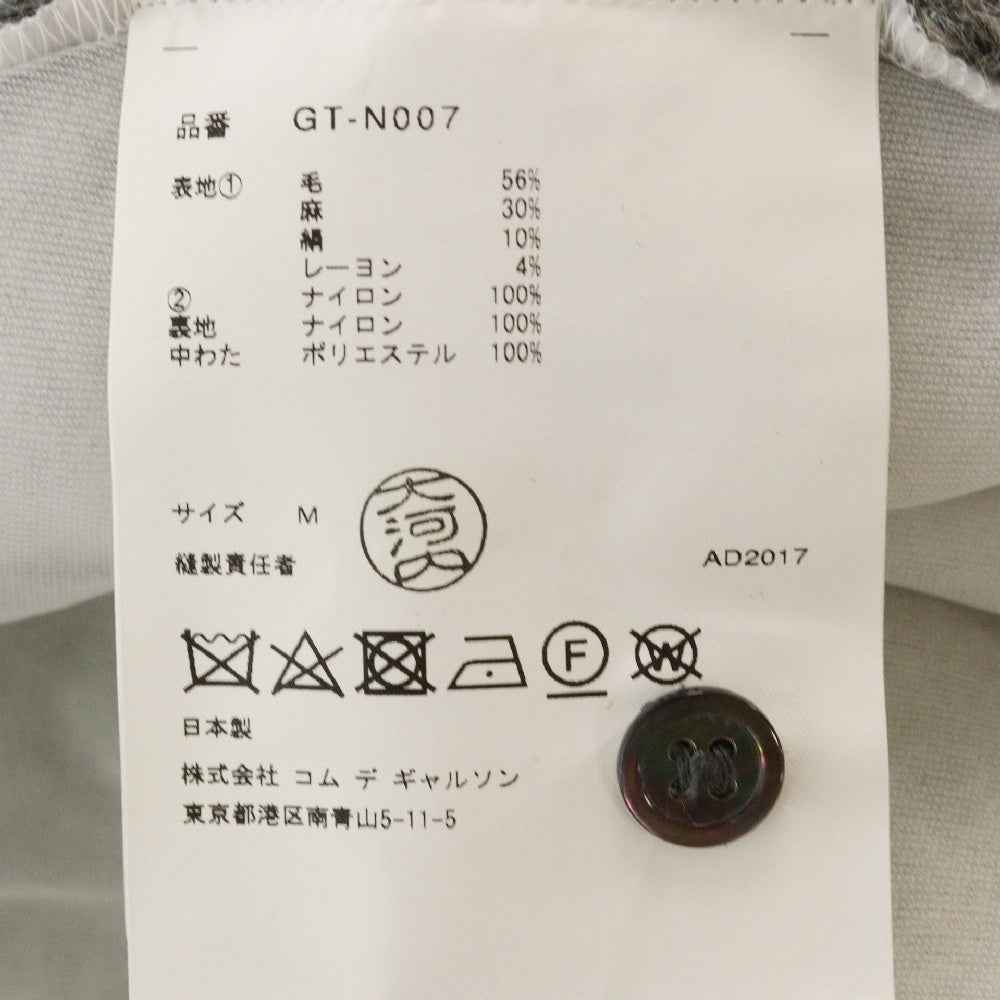 品番 GT-N007
表地① 毛 56%
麻 30%
絹 10%
レーヨン 4%
② ナイロン 100%
裏地 ナイロン 100%
中わた ポリエステル 100%
サイズ M
大河内
縫製責任者
AD2017
F W
日本製
株式会社 コム デ ギャルソン
東京都港区南青山5-11-5